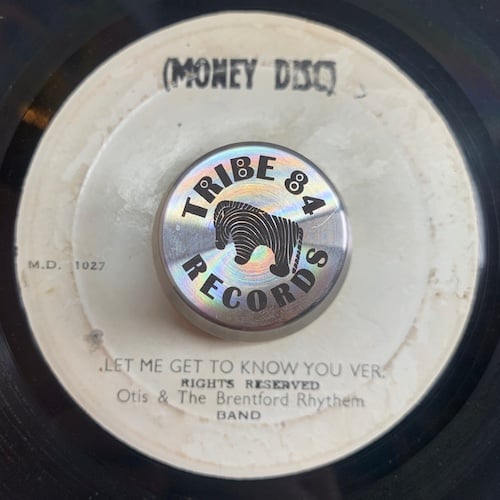 (MONEY DISC)
TRIBE 84
RECORDS
M.D. 1027
.LET ME GET TO KNOW YOU VER.
RIGHTS RESERVED
Otis & The Brentford Rhythem
BAND